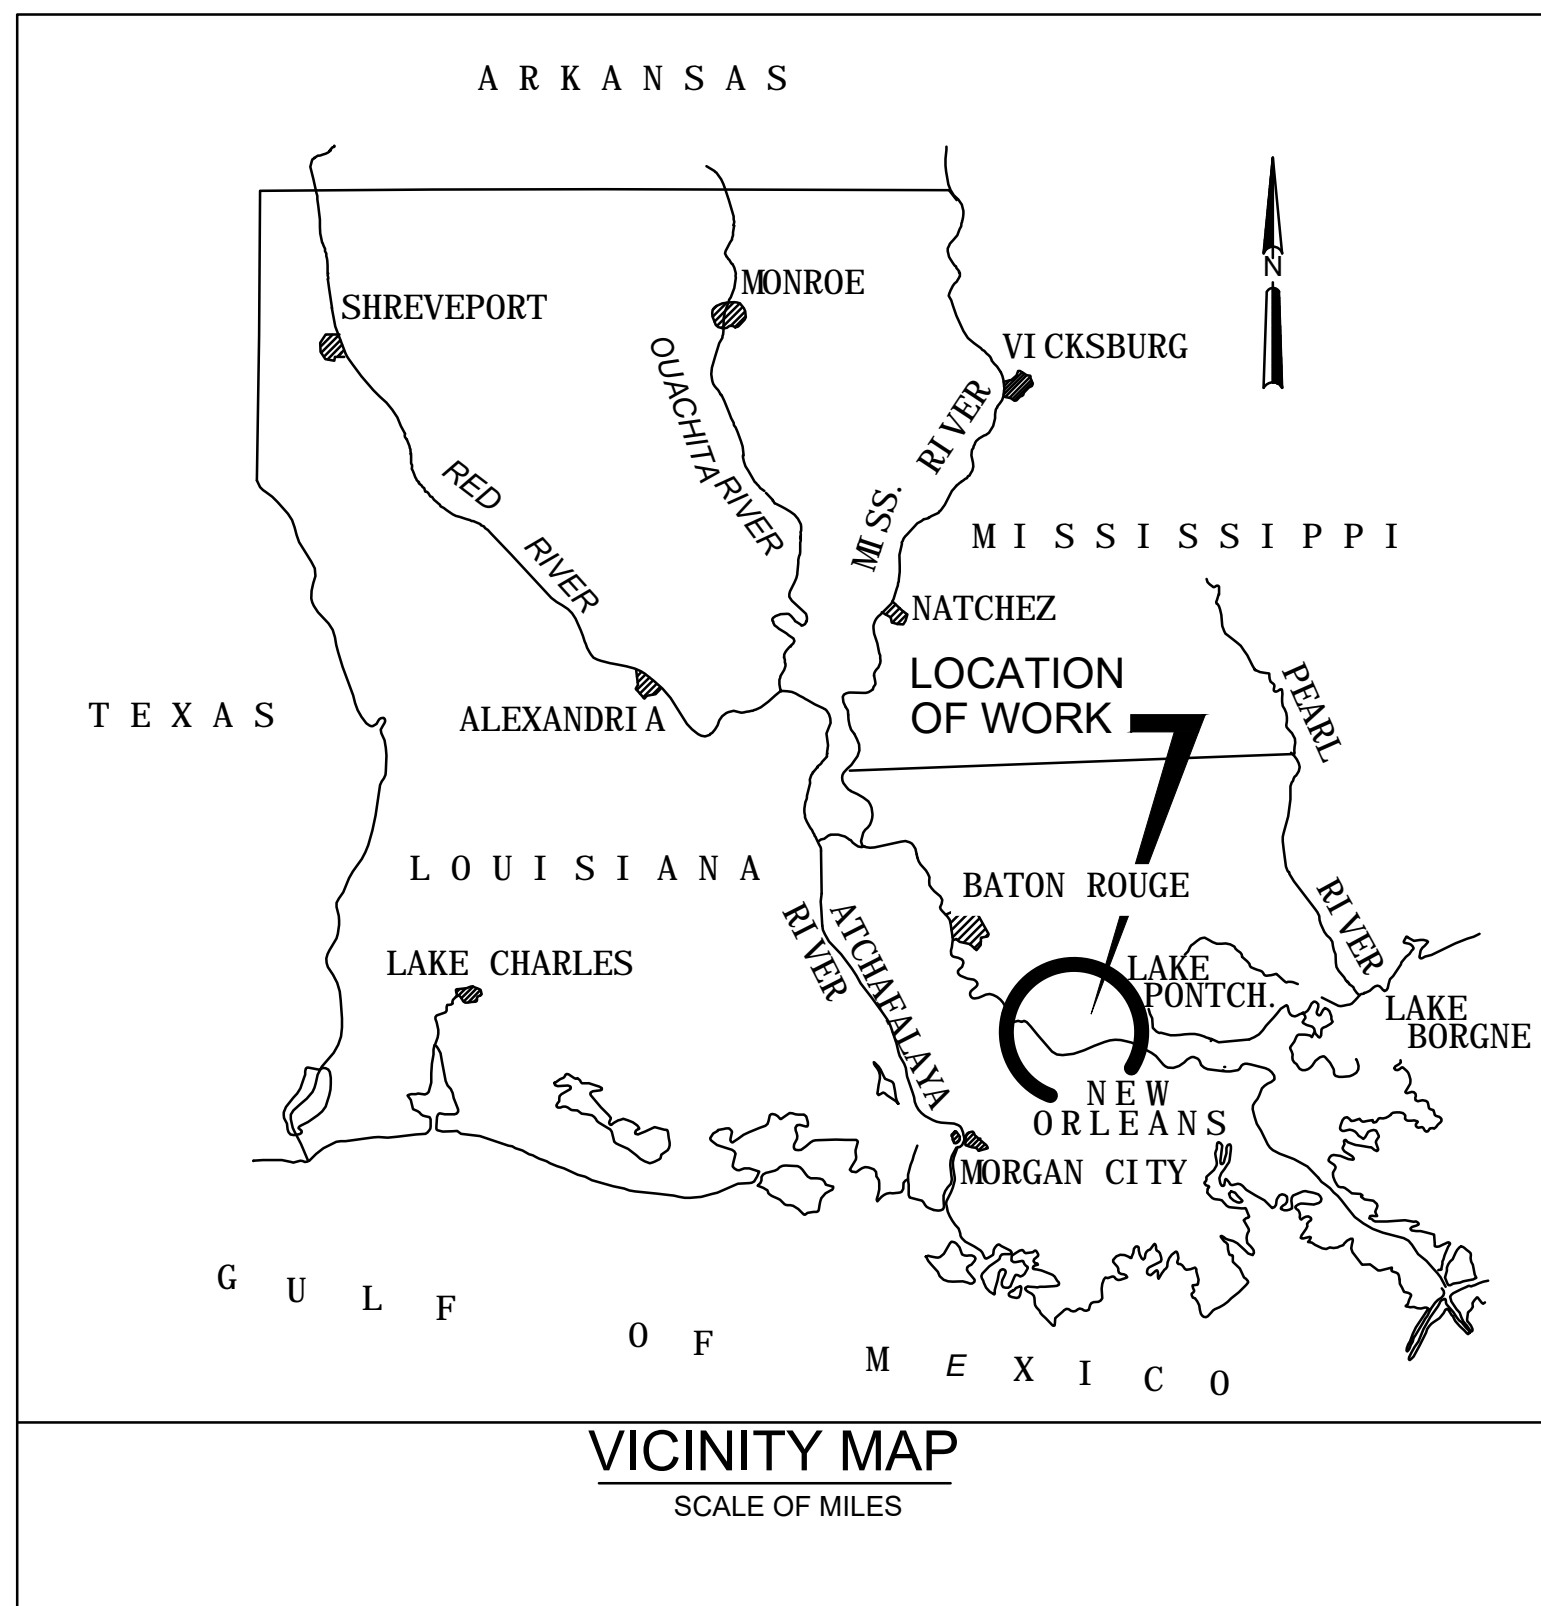 ARKANSAS
N
MONROE
SHREVEPORT
VICKSBURG
OUACHITA RIVER
MISS. RIVER
RED RIVER
MISSISSIPPI
NATCHEZ
LOCATION
OF WORK
PEARL RIVER
TEXAS
ALEXANDRIA
LOUISIANA
BATON ROUGE
ATCHAFALAYA
RIVER
LAKE CHARLES
LAKE
PONTCH.
LAKE
BORGNE
NEW
ORLEANS
MORGAN CITY
GULF OF MEXICO
VICINITY MAP
SCALE OF MILES